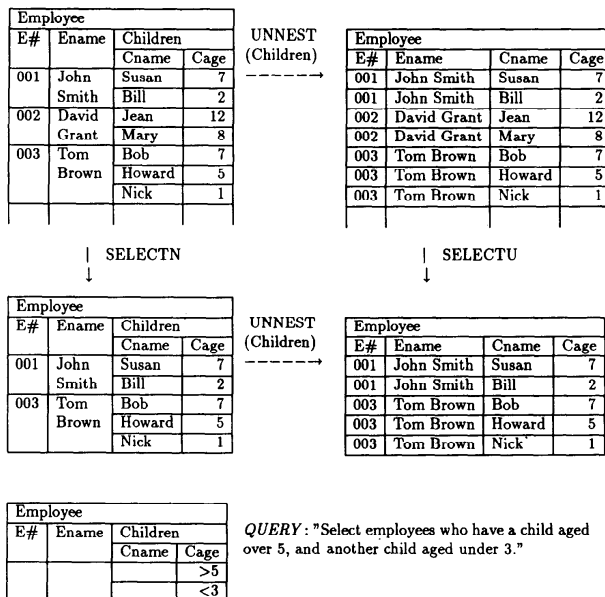 Employee
E# Ename Children
Cname Cage
001 John Smith Susan 7
Bill 2
002 David Grant Jean 12
Mary 8
003 Tom Brown Bob 7
Howard 5
Nick 1
UNNEST
(Children)
Employee
E# Ename Cname Cage
001 John Smith Susan 7
001 John Smith Bill 2
002 David Grant Jean 12
002 David Grant Mary 8
003 Tom Brown Bob 7
003 Tom Brown Howard 5
003 Tom Brown Nick 1
SELECTN
SELECTU
Employee
E# Ename Children
Cname Cage
001 John Smith Susan 7
Bill 2
003 Tom Brown Bob 7
Howard 5
Nick 1
UNNEST
(Children)
Employee
E# Ename Cname Cage
001 John Smith Susan 7
001 John Smith Bill 2
003 Tom Brown Bob 7
003 Tom Brown Howard 5
003 Tom Brown Nick 1
Employee
E# Ename Children
Cname Cage
>5
<3
QUERY: "Select employees who have a child aged
over 5, and another child aged under 3."